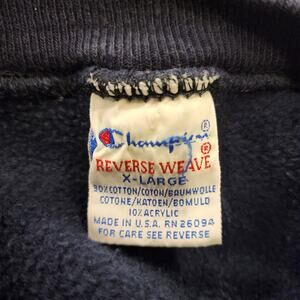 Champion®
REVERSE WEAVE®
X-LARGE
90% COTTON/COTON/BAUMWOLLE
COTONE/KATOEN/BOMULD
10% ACRYLIC
MADE IN U.S.A. RN 26094
FOR CARE SEE REVERSE